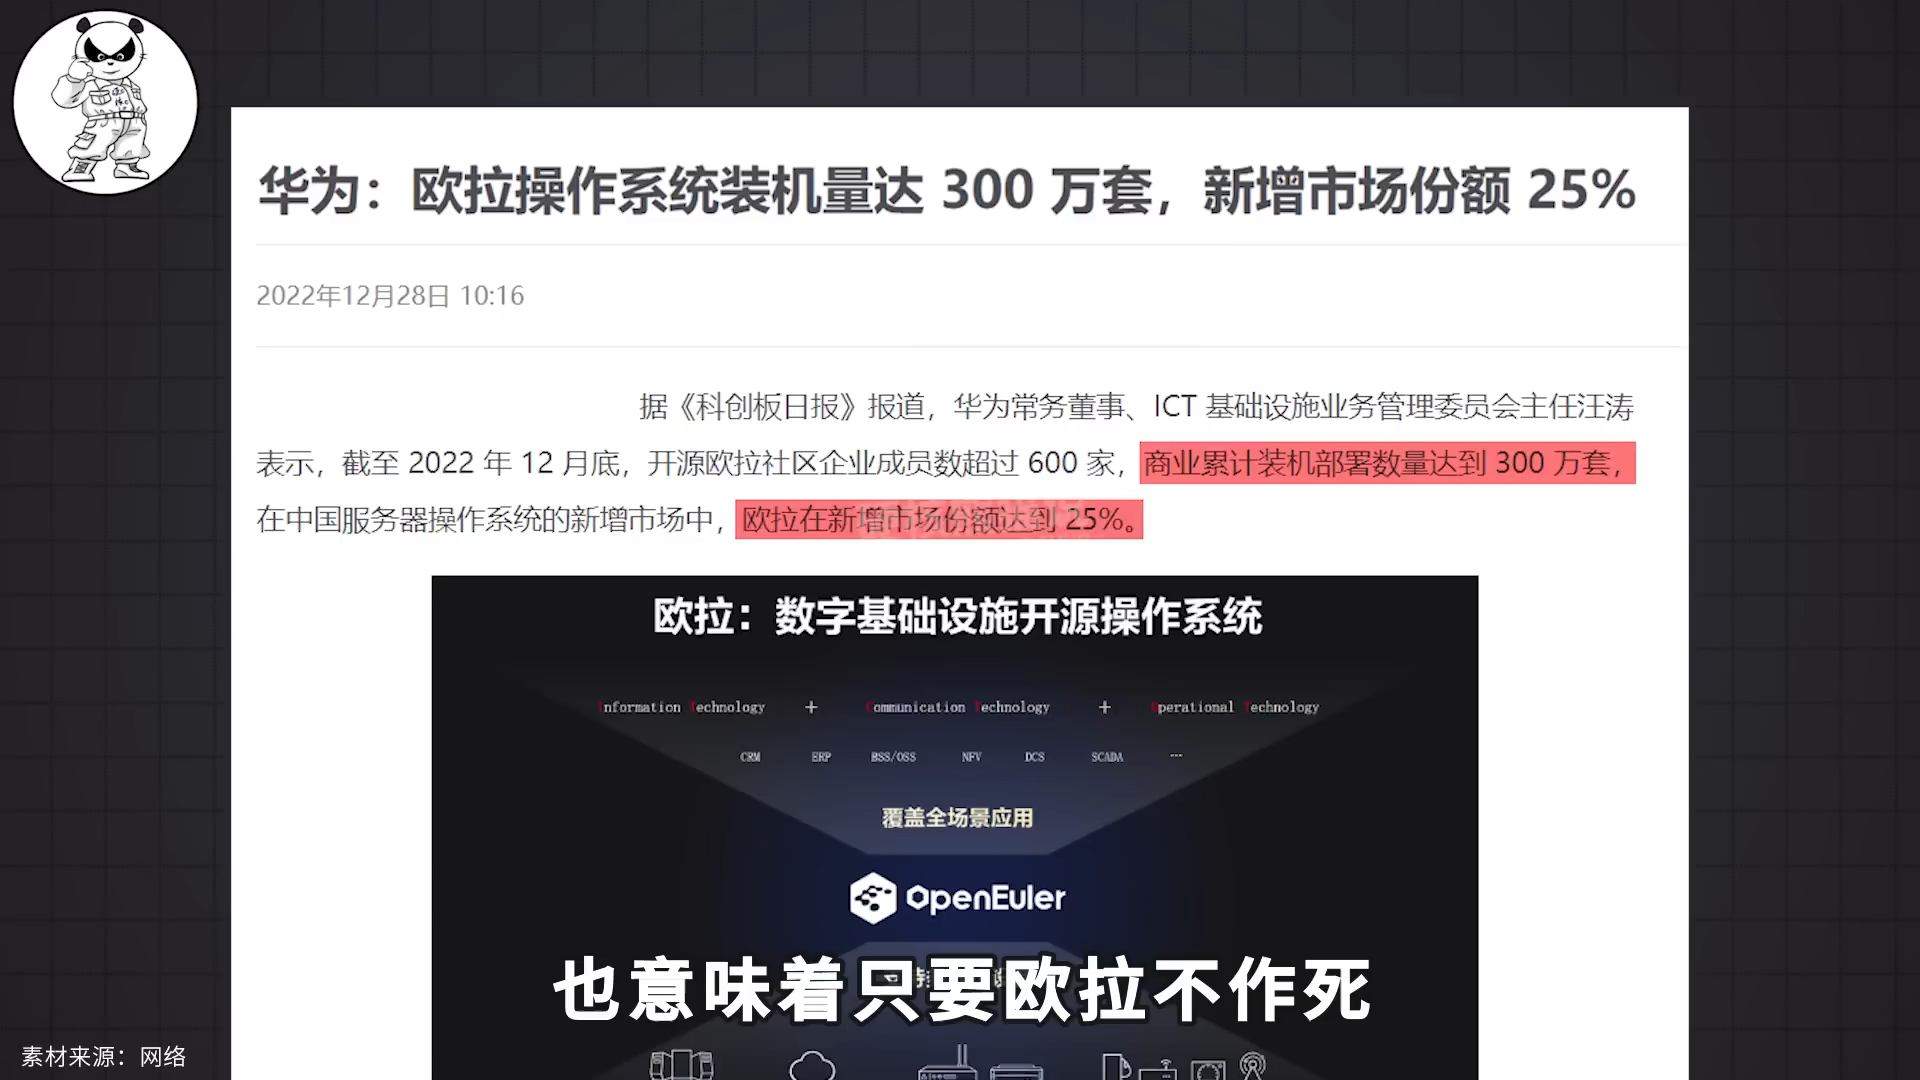 华为：欧拉操作系统装机量达 300 万套，新增市场份额 25%
2022年12月28日 10:16
据《科创板日报》报道，华为常务董事、ICT 基础设施业务管理委员会主任汪涛
表示，截至 2022 年 12 月底，开源欧拉社区企业成员数超过 600 家，商业累计装机部署数量达到 300 万套，
在中国服务器操作系统的新增市场中，欧拉在新增市场份额达到 25%。
欧拉：数字基础设施开源操作系统
Information Technology + Communication Technology + Operational Technology
CRM ERP BSS/OSS NFV DCS SCADA ...
覆盖全场景应用
OpenEuler
也意味着只要欧拉不作死
素材来源：网络